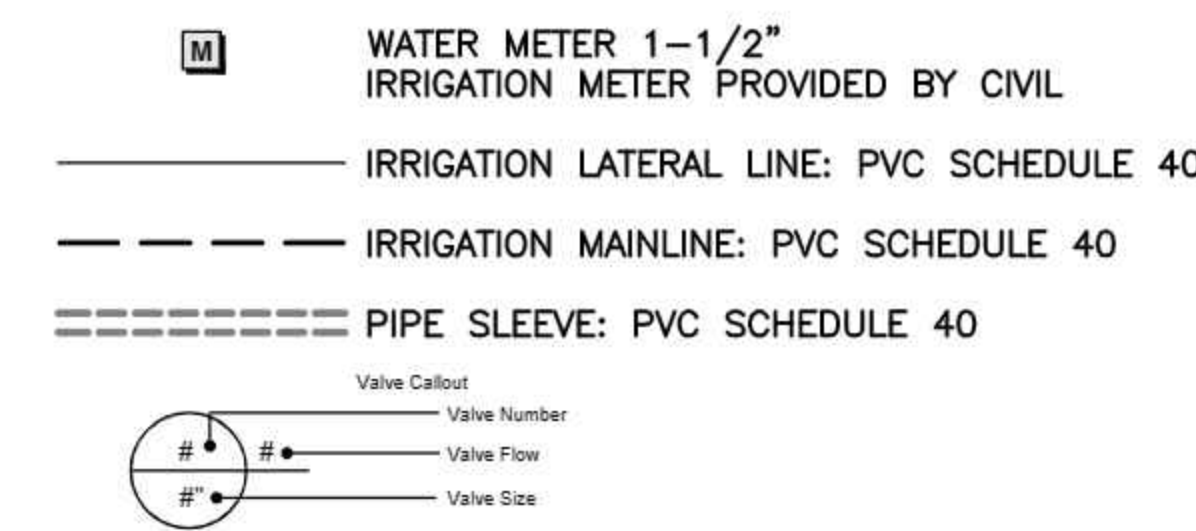 M
WATER METER 1-1/2"
IRRIGATION METER PROVIDED BY CIVIL
IRRIGATION LATERAL LINE: PVC SCHEDULE 40
IRRIGATION MAINLINE: PVC SCHEDULE 40
PIPE SLEEVE: PVC SCHEDULE 40
Valve Callout
Valve Number
# # Valve Flow
#" Valve Size